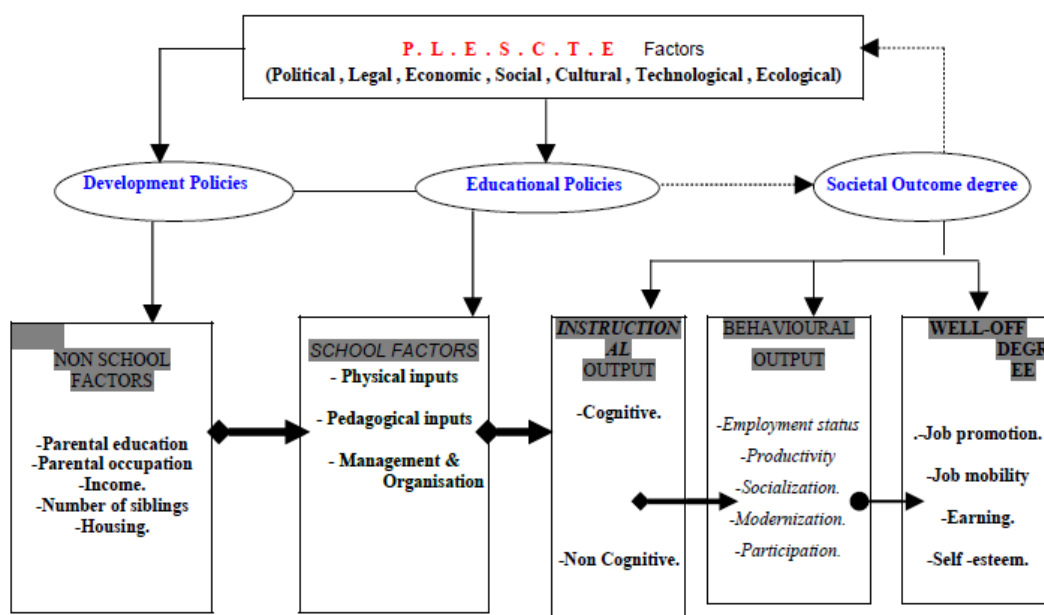 P . L . E . S . C . T . E Factors
(Political , Legal , Economic , Social , Cultural , Technological , Ecological)
Development Policies
Educational Policies
Societal Outcome degree
NON SCHOOL
FACTORS
-Parental education
-Parental occupation
-Income.
-Number of siblings
-Housing.
SCHOOL FACTORS
- Physical inputs
- Pedagogical inputs
- Management &
Organisation
INSTRUCTION
AL
OUTPUT
-Cognitive.
-Non Cognitive.
BEHAVIOURAL
OUTPUT
-Employment status
-Productivity
-Socialization.
-Modernization.
-Participation.
WELL-OFF
DEGR
EE
.-Job promotion.
-Job mobility
-Earning.
-Self -esteem.